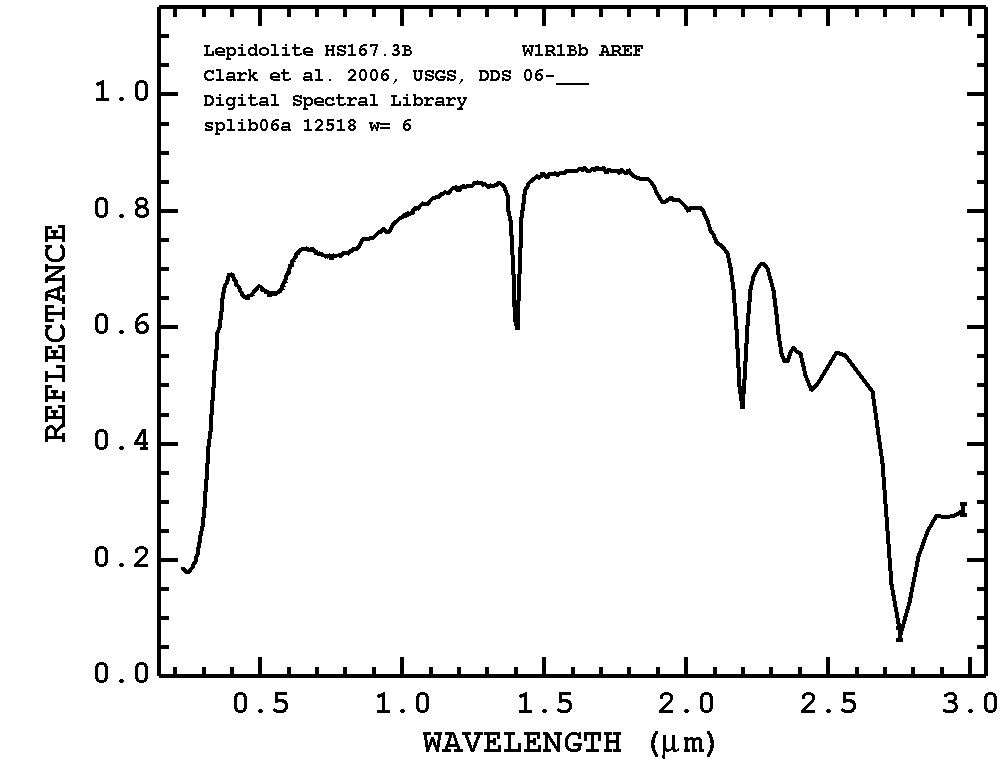 Lepidolite HS167.3B W1R1Bb AREF
Clark et al. 2006, USGS, DDS 06-___
Digital Spectral Library
splib06a 12518 w= 6
REFLECTANCE
1.0
0.8
0.6
0.4
0.2
0.0
0.5 1.0 1.5 2.0 2.5 3.0
WAVELENGTH (μm)